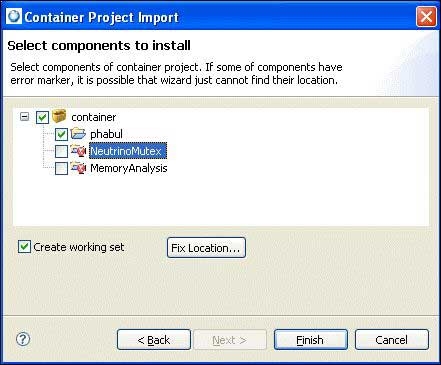 Container Project Import
Select components to install
Select components of container project. If some of components have
error marker, it is possible that wizard just cannot find their location.
container
phabul
NeutrinoMutex
MemoryAnalysis
Create working set
Fix Location...
?
< Back
Next >
Finish
Cancel